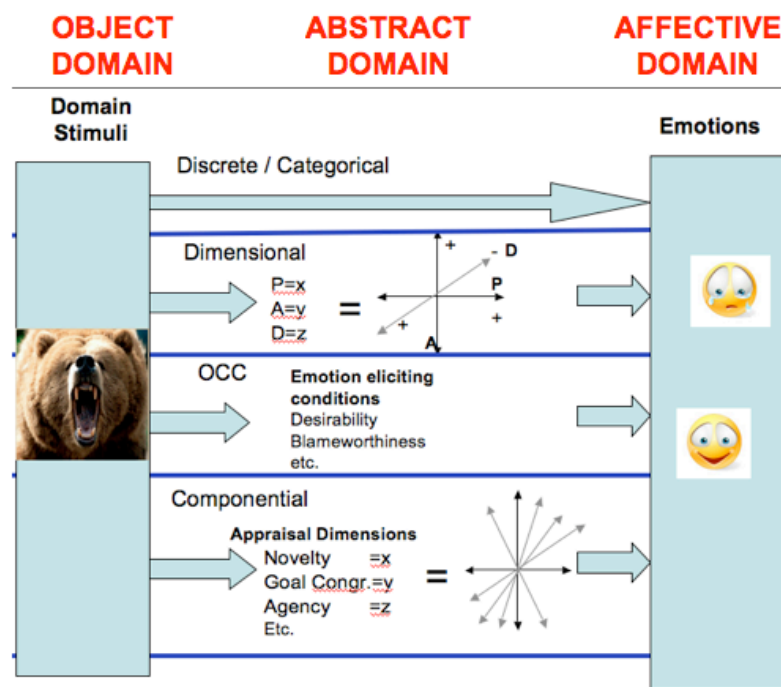 OBJECT DOMAIN
ABSTRACT DOMAIN
AFFECTIVE DOMAIN
Domain Stimuli
Emotions
Discrete / Categorical
Dimensional
P=x
A=y
D=z
=
+
- D
P
+
+
A
OCC
Emotion eliciting
conditions
Desirability
Blameworthiness
etc.
Componential
Appraisal Dimensions
Novelty =x
Goal Congr.=y
Agency =z
Etc.
=